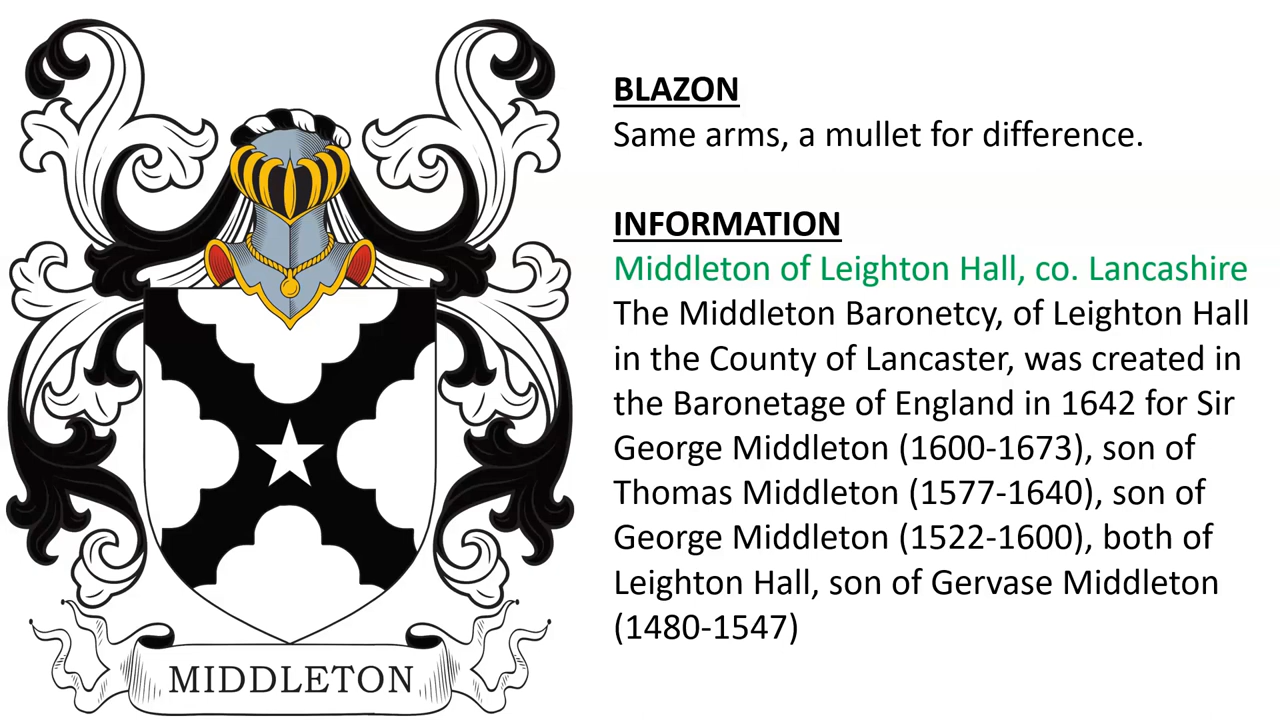 BLAZON
Same arms, a mullet for difference.
INFORMATION
Middleton of Leighton Hall, co. Lancashire
The Middleton Baronetcy, of Leighton Hall
in the County of Lancaster, was created in
the Baronetage of England in 1642 for Sir
George Middleton (1600-1673), son of
Thomas Middleton (1577-1640), son of
George Middleton (1522-1600), both of
Leighton Hall, son of Gervase Middleton
(1480-1547)
MIDDLETON